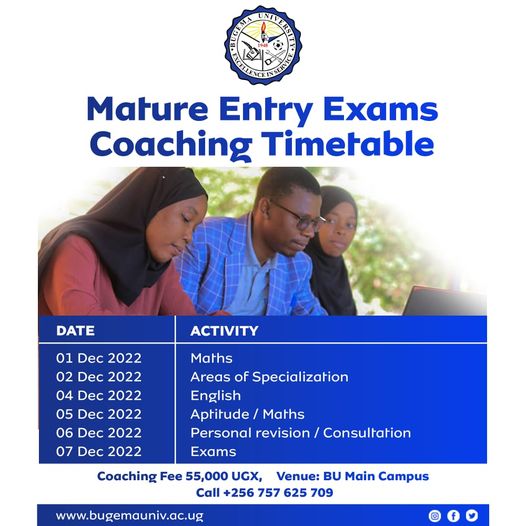 BUGEMA UNIVERSITY
1948
EXCELLENCE IN SERVICE
Mature Entry Exams
Coaching Timetable
DATE ACTIVITY
01 Dec 2022 Maths
02 Dec 2022 Areas of Specialization
04 Dec 2022 English
05 Dec 2022 Aptitude / Maths
06 Dec 2022 Personal revision / Consultation
07 Dec 2022 Exams
Coaching Fee 55,000 UGX, Venue: BU Main Campus
Call +256 757 625 709
www.bugemauniv.ac.ug